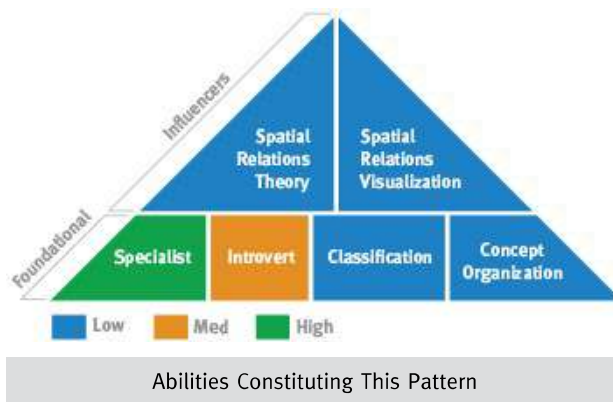 Influencers
Spatial
Relations
Theory
Spatial
Relations
Visualization
Foundational
Specialist
Introvert
Classification
Concept
Organization
Low
Med
High
Abilities Constituting This Pattern